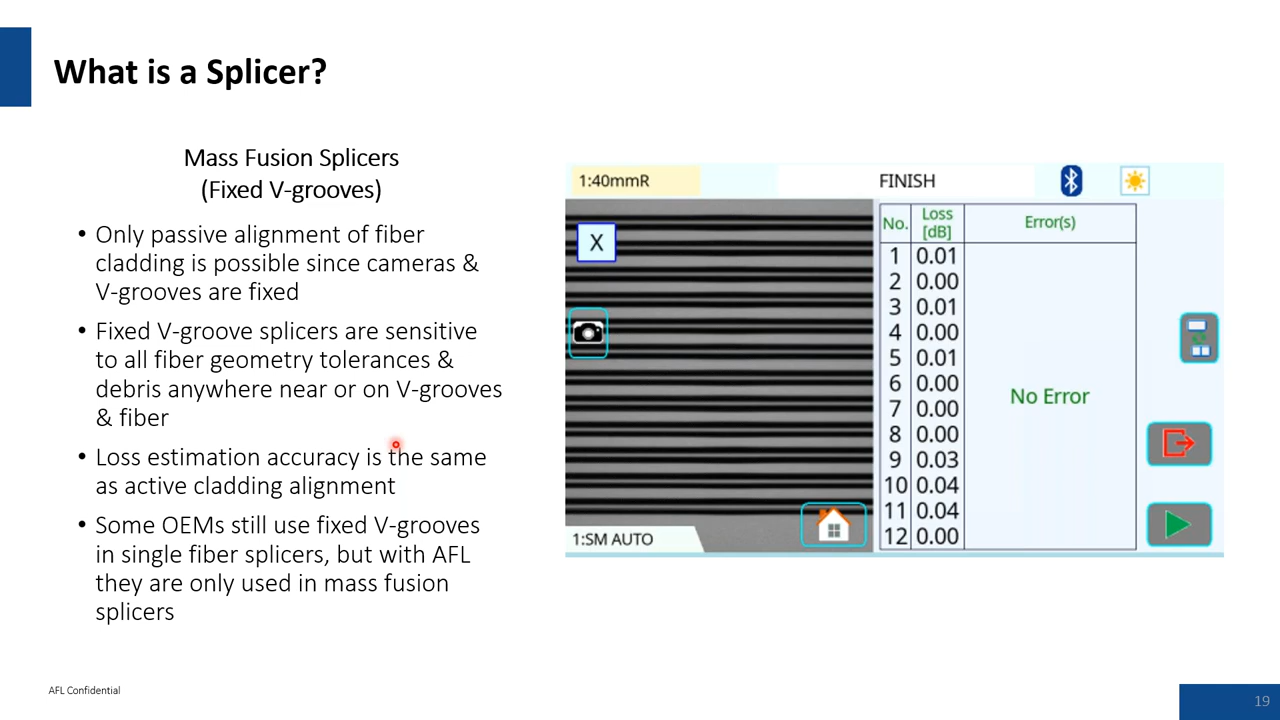 What is a Splicer?
Mass Fusion Splicers
(Fixed V-grooves)
• Only passive alignment of fiber
cladding is possible since cameras &
V-grooves are fixed
• Fixed V-groove splicers are sensitive
to all fiber geometry tolerances &
debris anywhere near or on V-grooves
& fiber
• Loss estimation accuracy is the same
as active cladding alignment
• Some OEMs still use fixed V-grooves
in single fiber splicers, but with AFL
they are only used in mass fusion
splicers
1:40mmR
FINISH
X
No. Loss [dB] Error(s)
1 0.01
2 0.00
3 0.01
4 0.00
5 0.01
6 0.00
7 0.00
8 0.00
9 0.03
10 0.04
11 0.04
12 0.00
No Error
1:SM AUTO
AFL Confidential
19